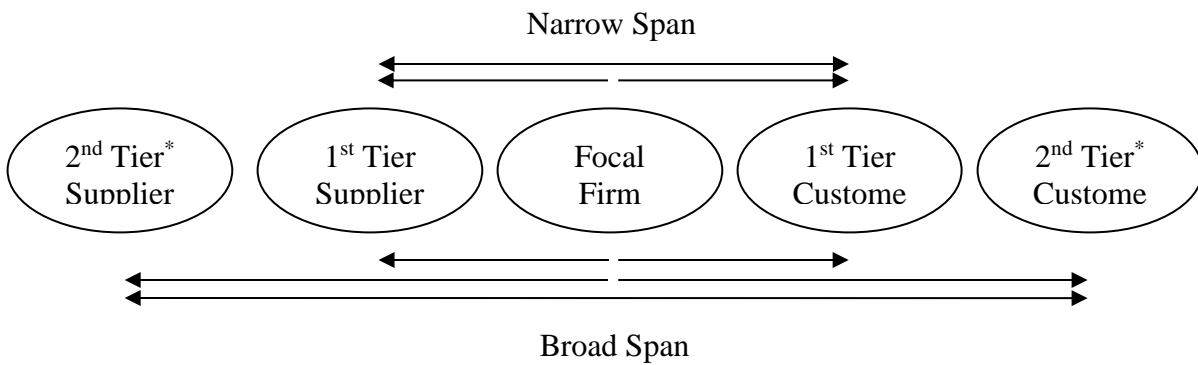 Narrow Span
2nd Tier*
Supplier
1st Tier
Supplier
Focal
Firm
1st Tier
Custome
2nd Tier*
Custome
Broad Span